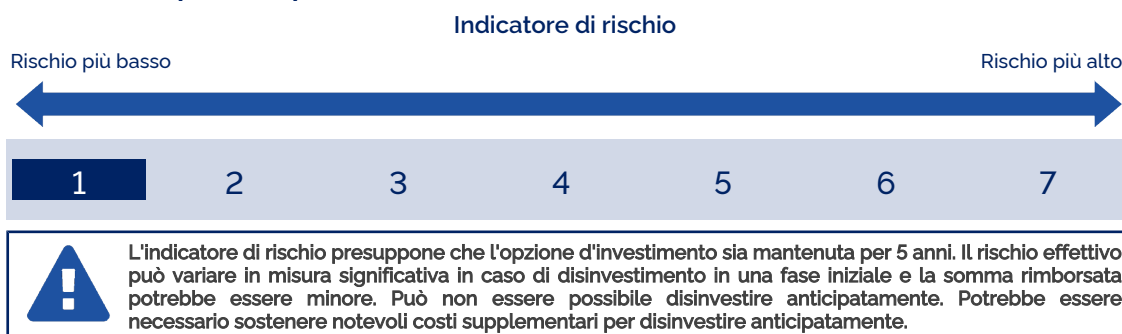 Indicatore di rischio
Rischio più basso Rischio più alto
1 2 3 4 5 6 7
L'indicatore di rischio presuppone che l'opzione d'investimento sia mantenuta per 5 anni. Il rischio effettivo
può variare in misura significativa in caso di disinvestimento in una fase iniziale e la somma rimborsata
potrebbe essere minore. Può non essere possibile disinvestire anticipatamente. Potrebbe essere
necessario sostenere notevoli costi supplementari per disinvestire anticipatamente.